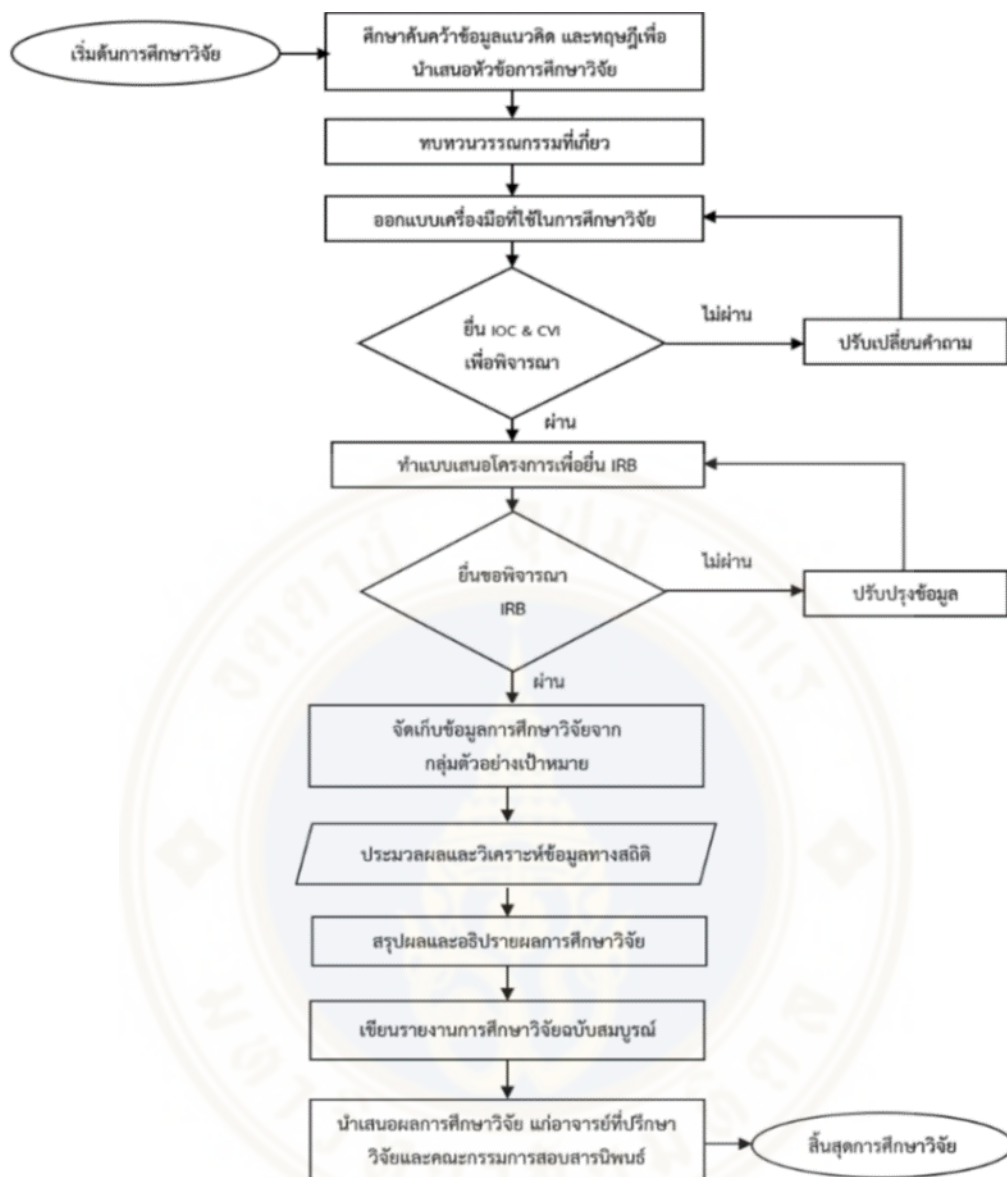 เริ่มต้นการศึกษาวิจัย
ศึกษาค้นคว้าข้อมูลแนวคิด และทฤษฎีเพื่อ
นำเสนอหัวข้อการศึกษาวิจัย
ทบทวนวรรณกรรมที่เกี่ยว
ออกแบบเครื่องมือที่ใช้ในการศึกษาวิจัย
ยื่น IOC & CVI
เพื่อพิจารณา
ไม่ผ่าน
ปรับเปลี่ยนคำถาม
ผ่าน
ทำแบบเสนอโครงการเพื่อยื่น IRB
ยื่นขอพิจารณา
IRB
ไม่ผ่าน
ปรับปรุงข้อมูล
ผ่าน
จัดเก็บข้อมูลการศึกษาวิจัยจาก
กลุ่มตัวอย่างเป้าหมาย
ประมวลผลและวิเคราะห์ข้อมูลทางสถิติ
สรุปผลและอธิปรายผลการศึกษาวิจัย
เขียนรายงานการศึกษาวิจัยฉบับสมบูรณ์
นำเสนอผลการศึกษาวิจัย แก่อาจารย์ที่ปรึกษา
วิจัยและคณะกรรมการสอบสารนิพนธ์
สิ้นสุดการศึกษาวิจัย